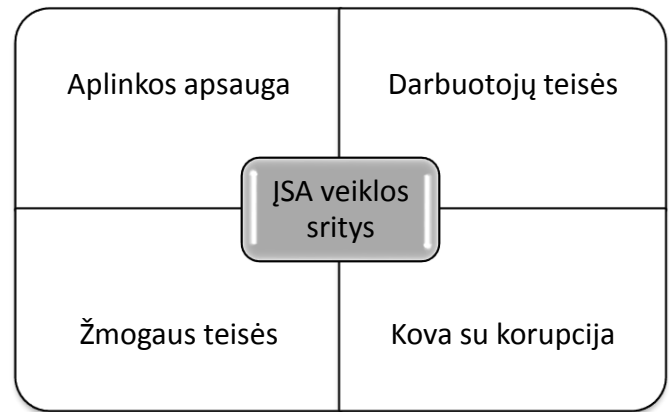 Aplinkos apsauga
Darbuotojų teisės
ĮSA veiklos
sritys
Žmogaus teisės
Kova su korupcija